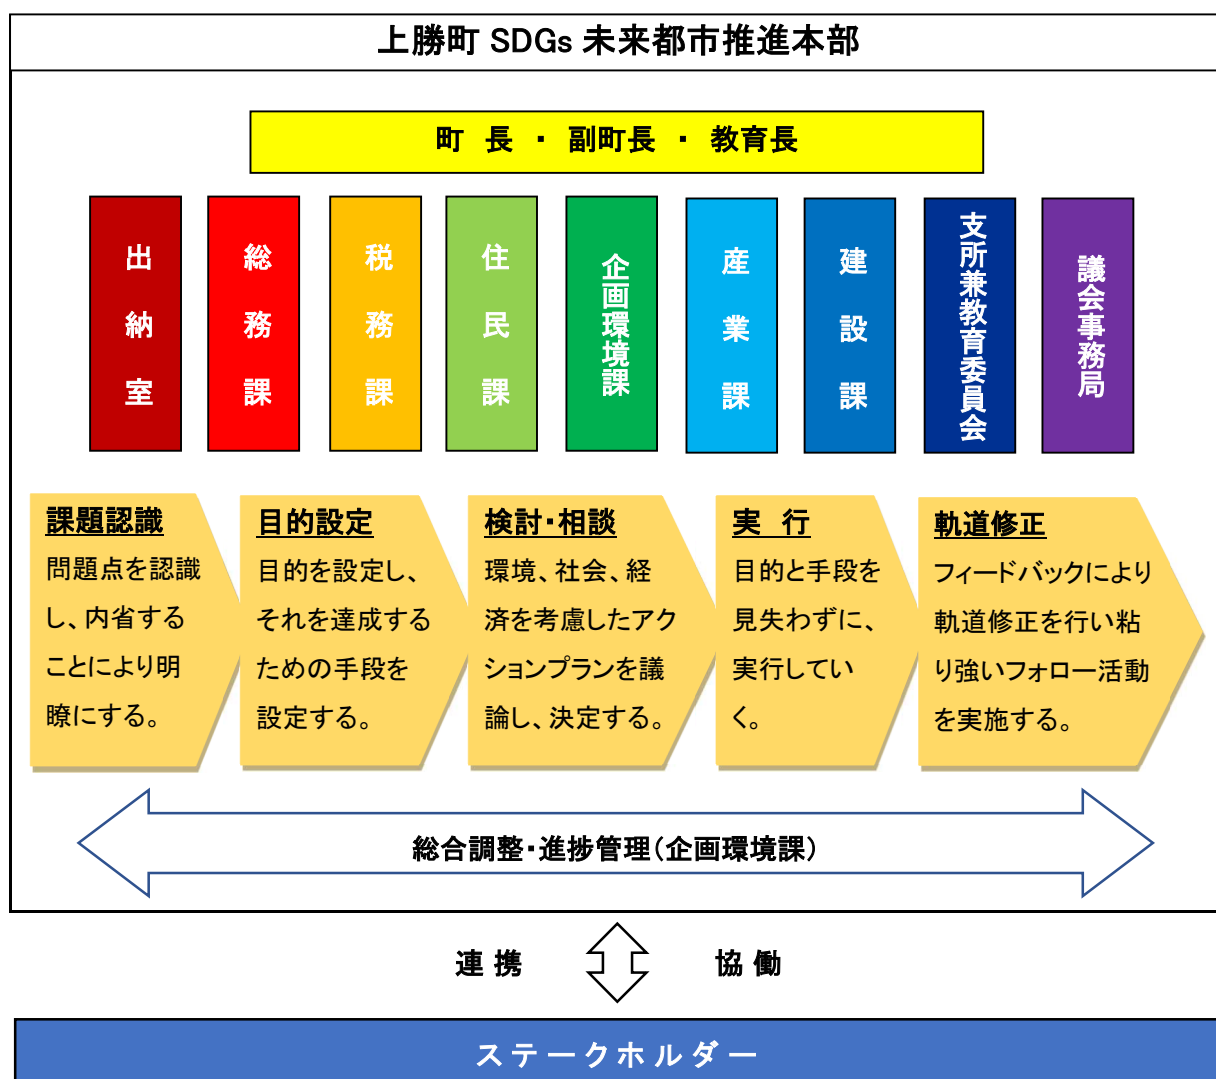 上勝町 SDGs 未来都市推進本部
町 長 ・ 副町長 ・ 教育長
出納室
総務課
税務課
住民課
企画環境課
産業課
建設課
支所兼教育委員会
議会事務局
課題認識
問題点を認識
し、内省する
ことにより明
瞭にする。
目的設定
目的を設定し、
それを達成する
ための手段を
設定する。
検討・相談
環境、社会、経
済を考慮したアク
ションプランを議
論し、決定する。
実 行
目的と手段を
見失わずに、
実行してい
く。
軌道修正
フィードバックにより
軌道修正を行い粘
り強いフォロー活動
を実施する。
総合調整・進捗管理(企画環境課)
連 携 協 働
ステークホルダー